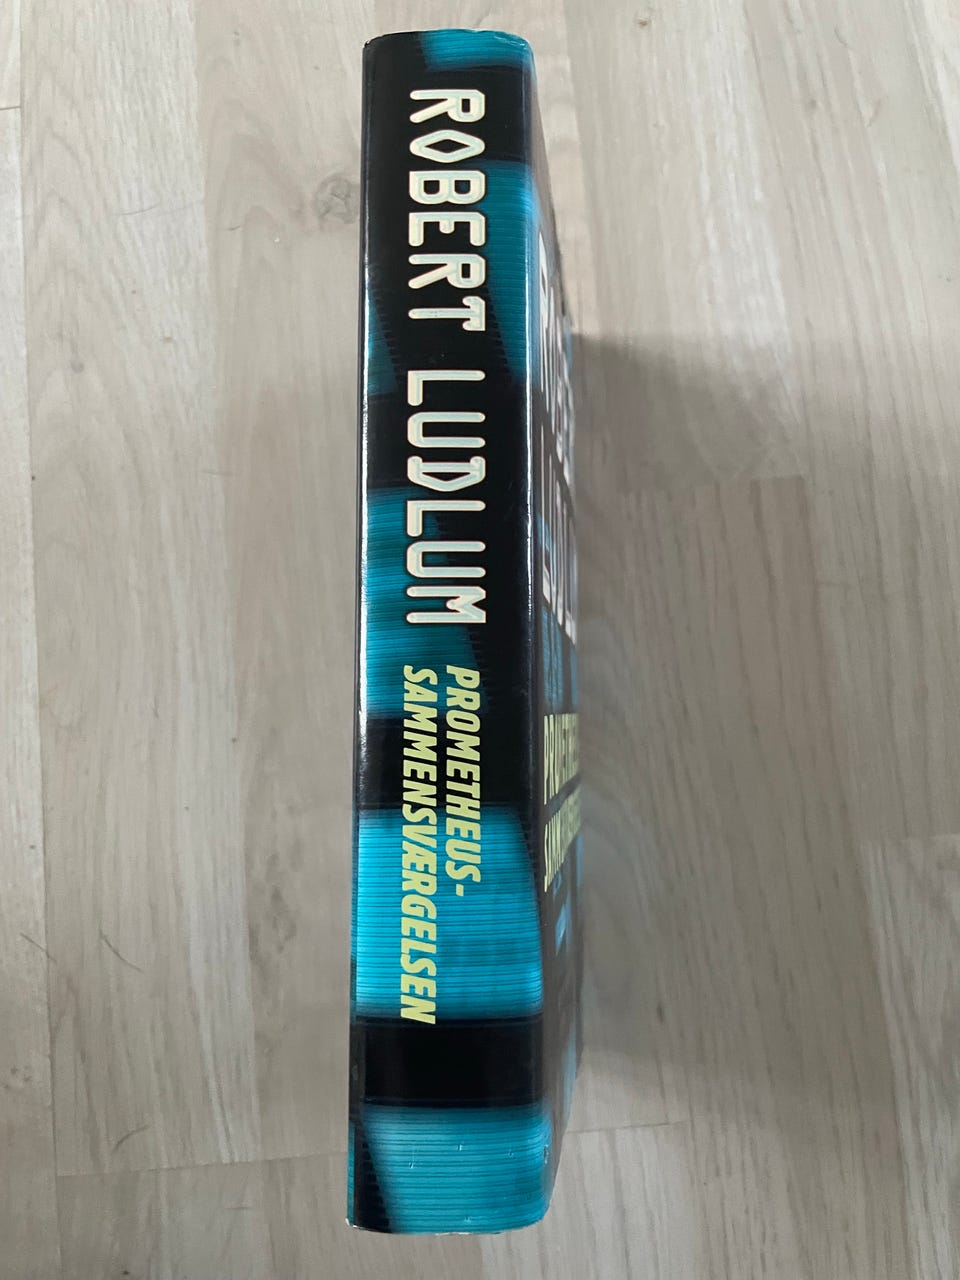 ROBERT LUDLUM
PROMETHEUS-
SAMMENSVÆRGELSEN